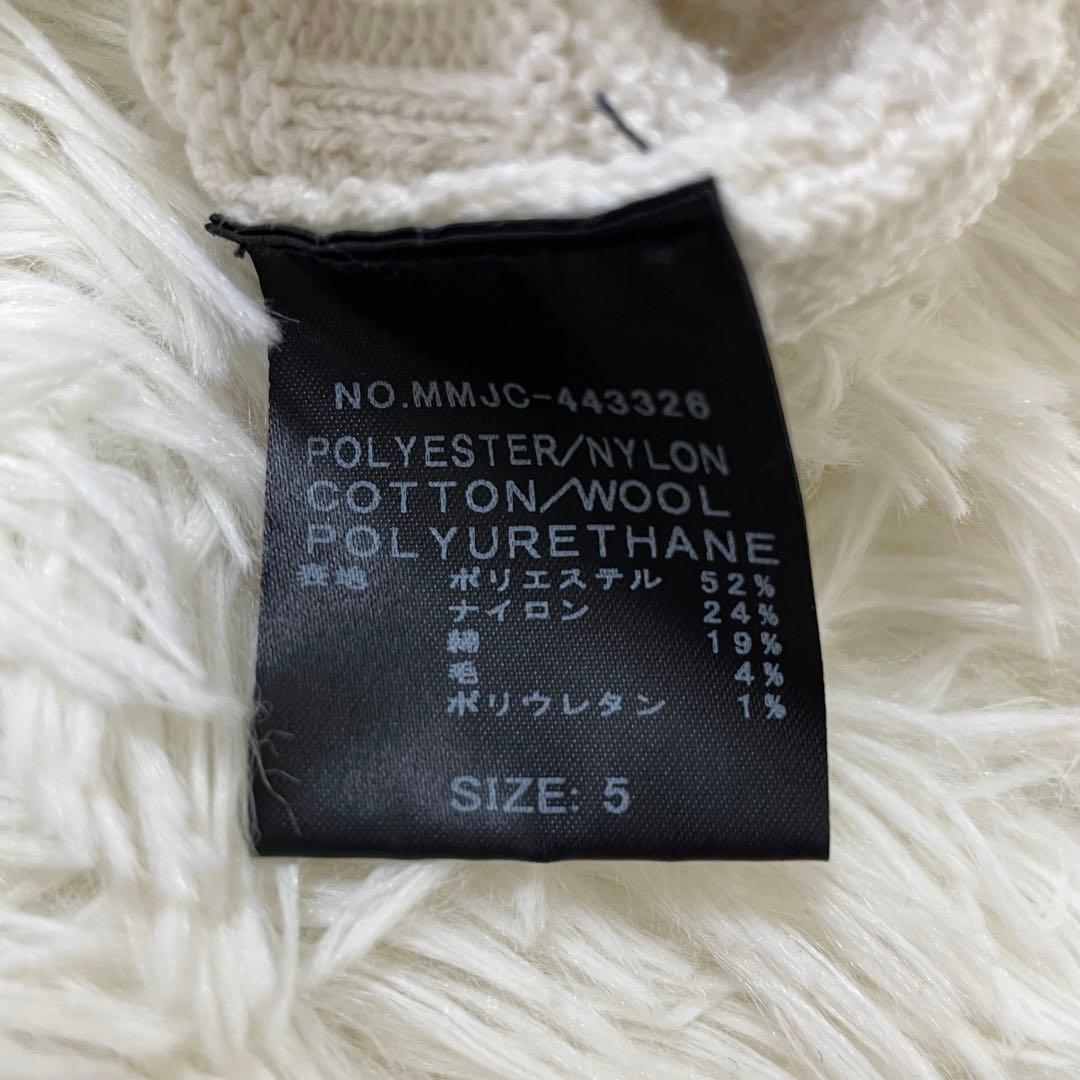 NO.MMJC-443326
POLYESTER/NYLON
COTTON/WOOL
POLYURETHANE
表地 ポリエステル 52%
ナイロン 24%
綿 19%
毛 4%
ポリウレタン 1%
SIZE: 5